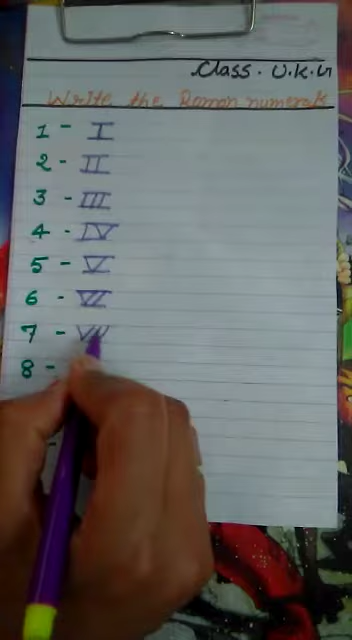 Class. U.K.G
Write the Roman numerals
1 - I
2 - II
3 - III
4 - IV
5 - V
6 - VI
7 - VII
8 -
-